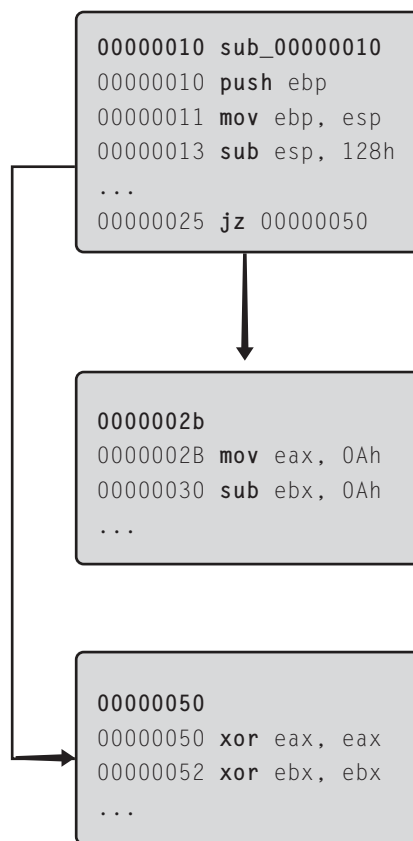 00000010 sub_00000010
00000010 push ebp
00000011 mov ebp, esp
00000013 sub esp, 128h
...
00000025 jz 00000050
0000002b
0000002B mov eax, 0Ah
00000030 sub ebx, 0Ah
...
00000050
00000050 xor eax, eax
00000052 xor ebx, ebx
...